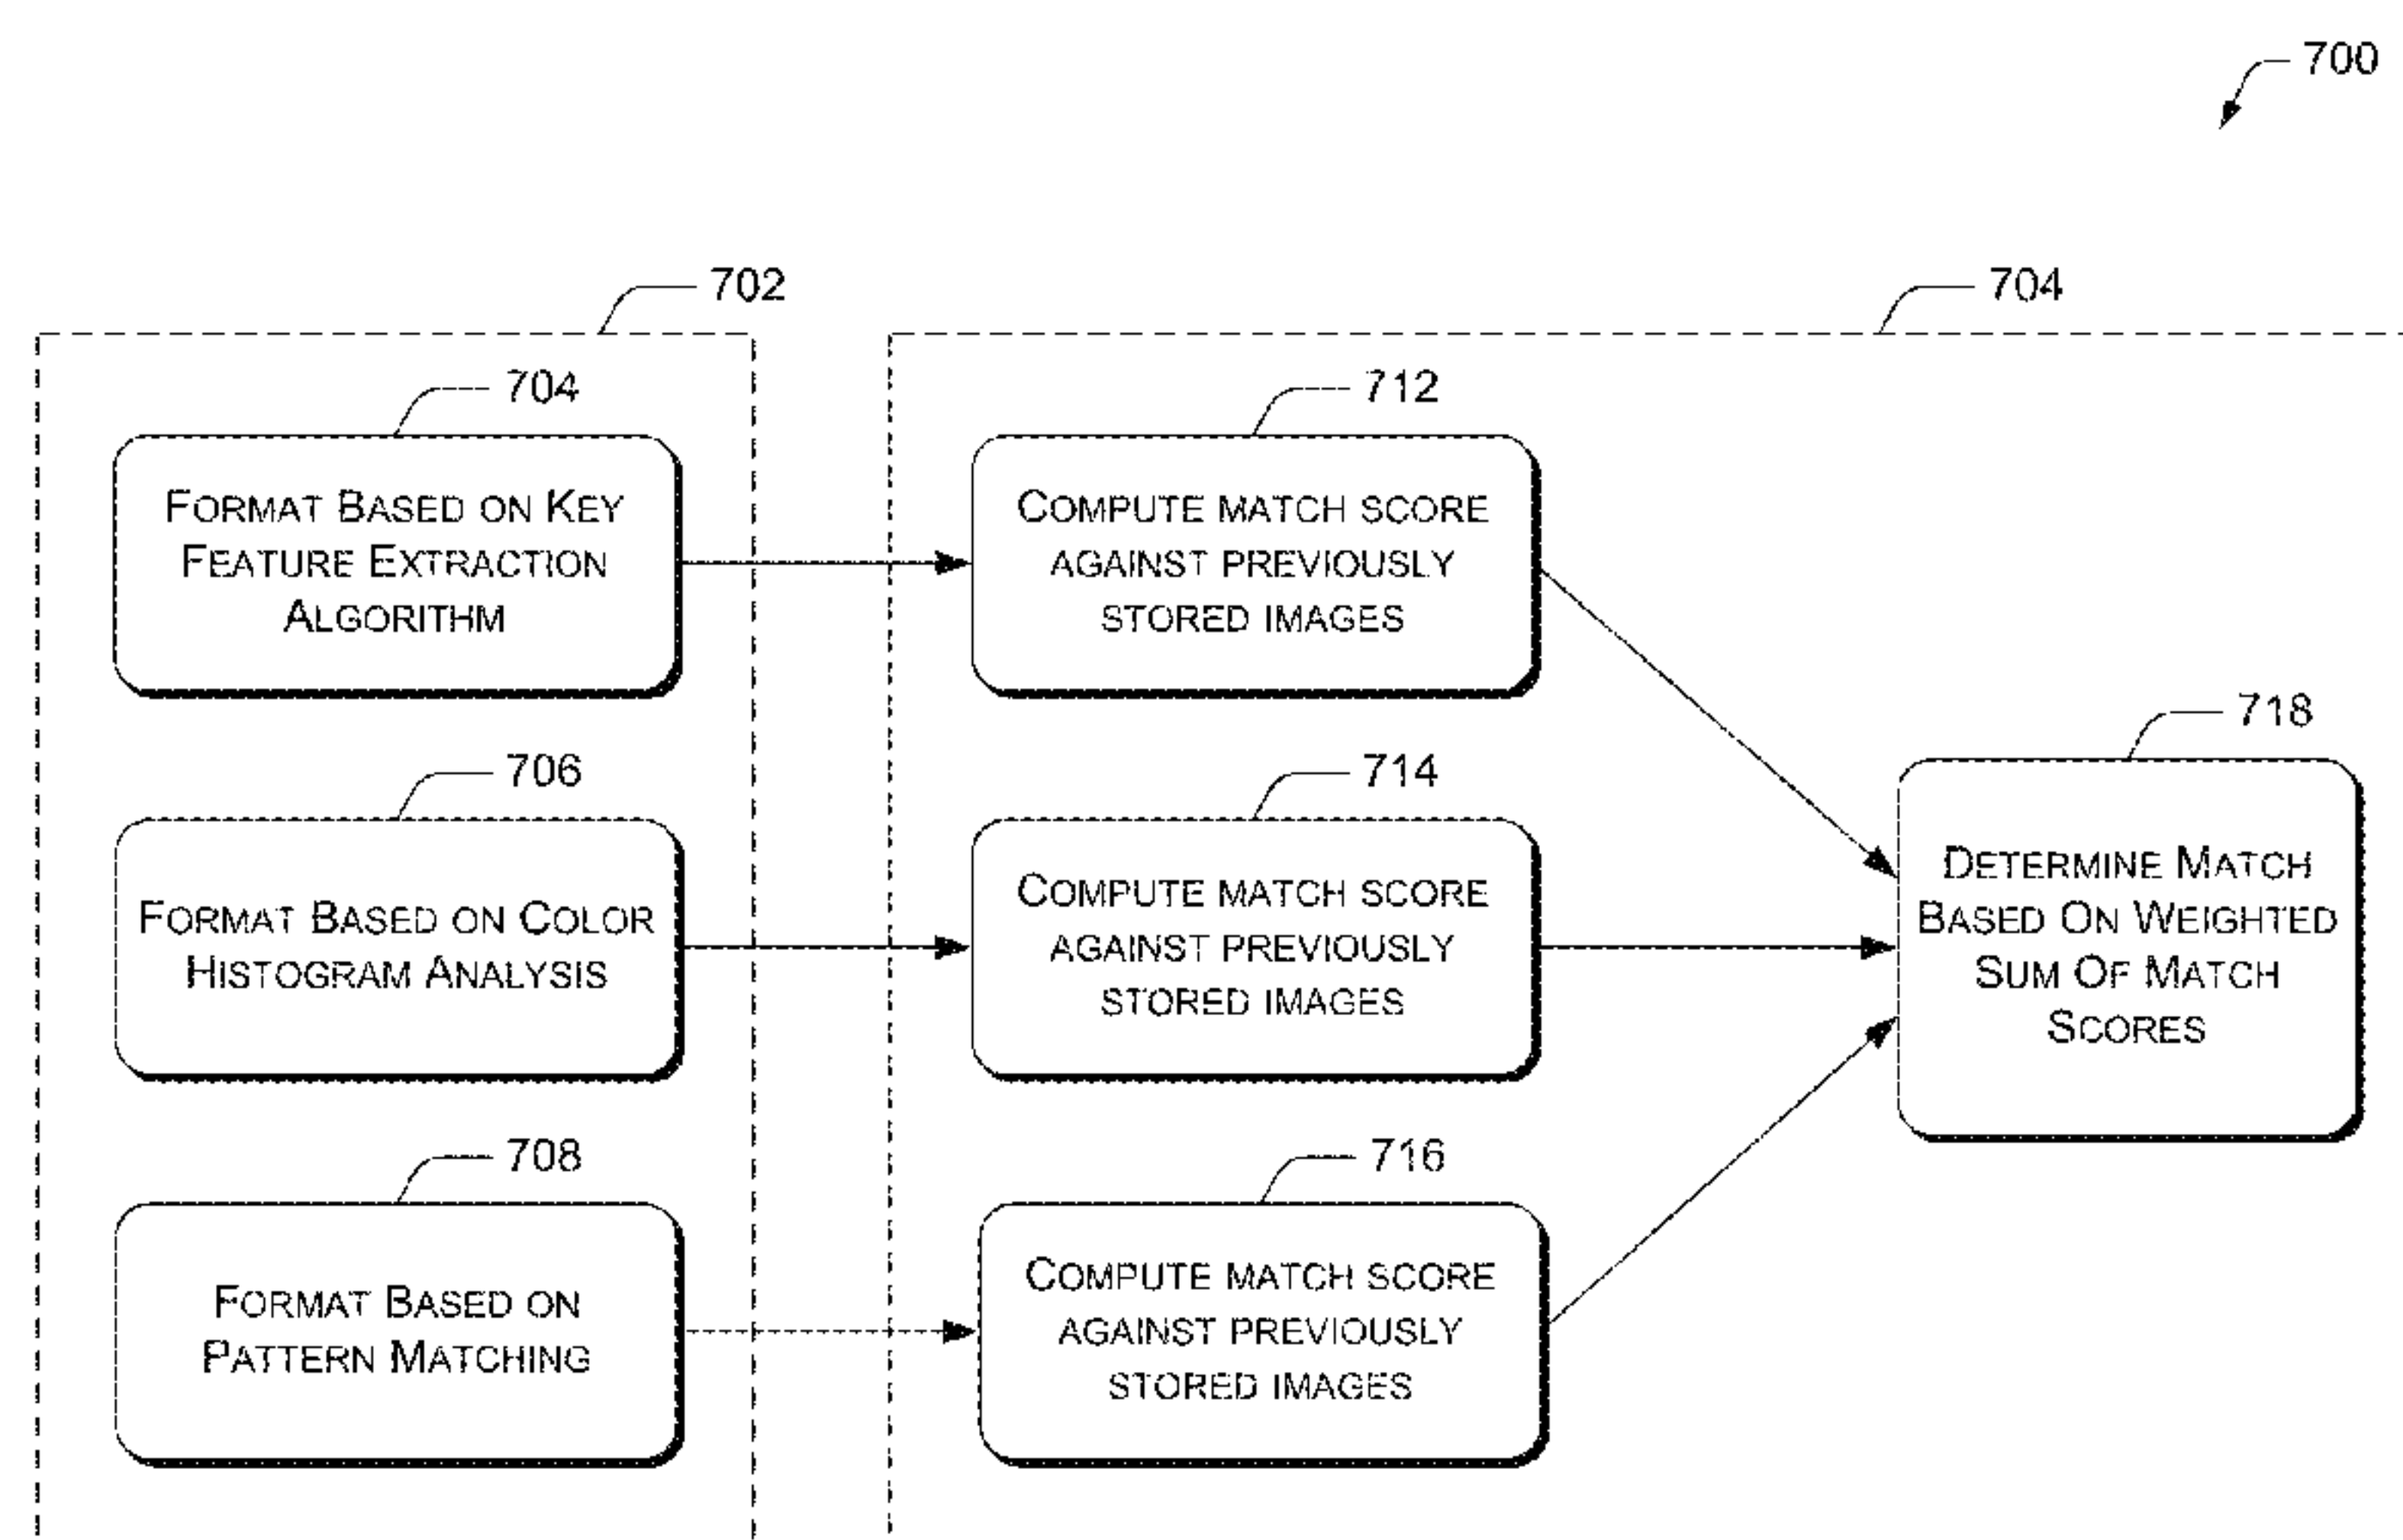 700
702
704
704
712
FORMAT BASED ON KEY
FEATURE EXTRACTION
ALGORITHM
COMPUTE MATCH SCORE
AGAINST PREVIOUSLY
STORED IMAGES
718
706
714
FORMAT BASED ON COLOR
HISTOGRAM ANALYSIS
COMPUTE MATCH SCORE
AGAINST PREVIOUSLY
STORED IMAGES
DETERMINE MATCH
BASED ON WEIGHTED
SUM OF MATCH
SCORES
708
716
FORMAT BASED ON
PATTERN MATCHING
COMPUTE MATCH SCORE
AGAINST PREVIOUSLY
STORED IMAGES